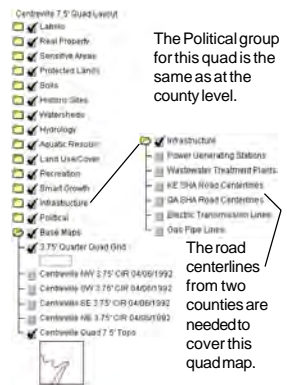 Centreville 7.5' Quad Layout
Labels
Real Property
Sensitive Areas
Protected Lands
Soils
Historic Sites
Watersheds
Hydrology
Aquatic Resourc
Land Use/Cover
Recreation
Smart Growth
Infrastructure
Political
Base Maps
3.75' Quarter Quad Grid
Centreville NW 3.75' CIR 04/08/1992
Centreville SW 3.75' CIR 04/08/1992
Centreville SE 3.75' CIR 04/08/1992
Centreville NE 3.75' CIR 04/08/1992
Centreville Quad 7.5' Topo
The Political group
for this quad is the
same as at the
county level.
Infrastructure
Power Generating Stations
Wastewater Treatment Plants
KE SHA Road Centerlines
QA SHA Road Centerlines
Electric Transmission Lines
Gas Pipe Lines
The road
centerlines
from two
counties are
needed to
cover this
quad map.